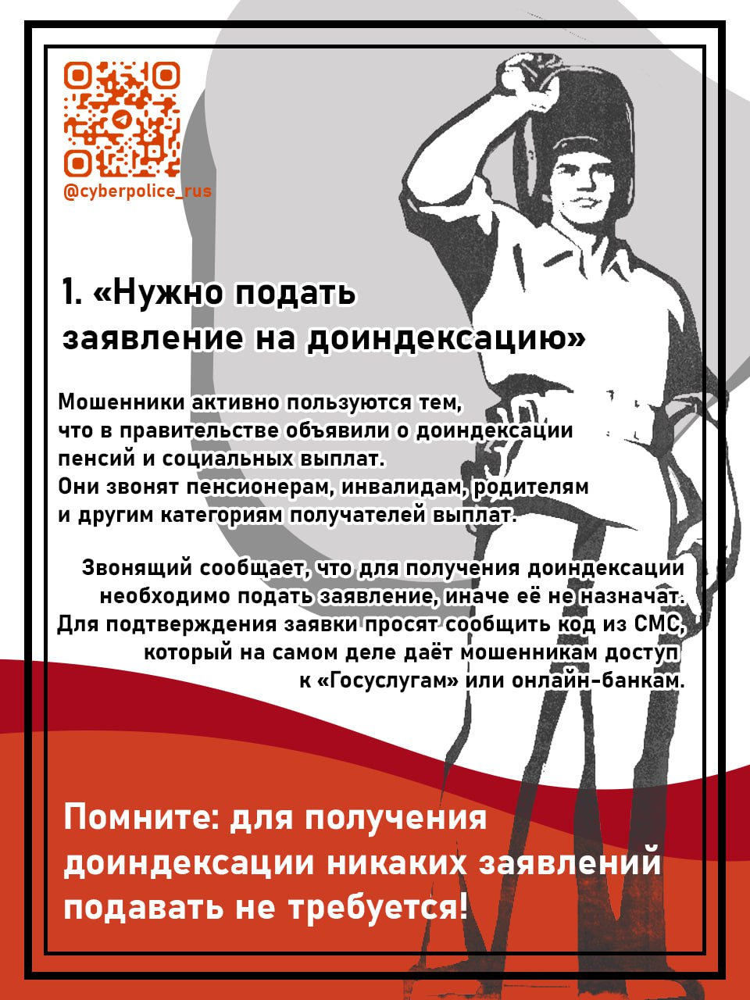 @cyberpolice_rus
1. «Нужно подать
заявление на доиндексацию»
Мошенники активно пользуются тем,
что в правительстве объявили о доиндексации
пенсий и социальных выплат.
Они звонят пенсионерам, инвалидам, родителям
и другим категориям получателей выплат.
Звонящий сообщает, что для получения доиндексации
необходимо подать заявление, иначе её не назначат.
Для подтверждения заявки просят сообщить код из СМС,
который на самом деле даёт мошенникам доступ
к «Госуслугам» или онлайн-банкам.
Помните: для получения
доиндексации никаких заявлений
подавать не требуется!